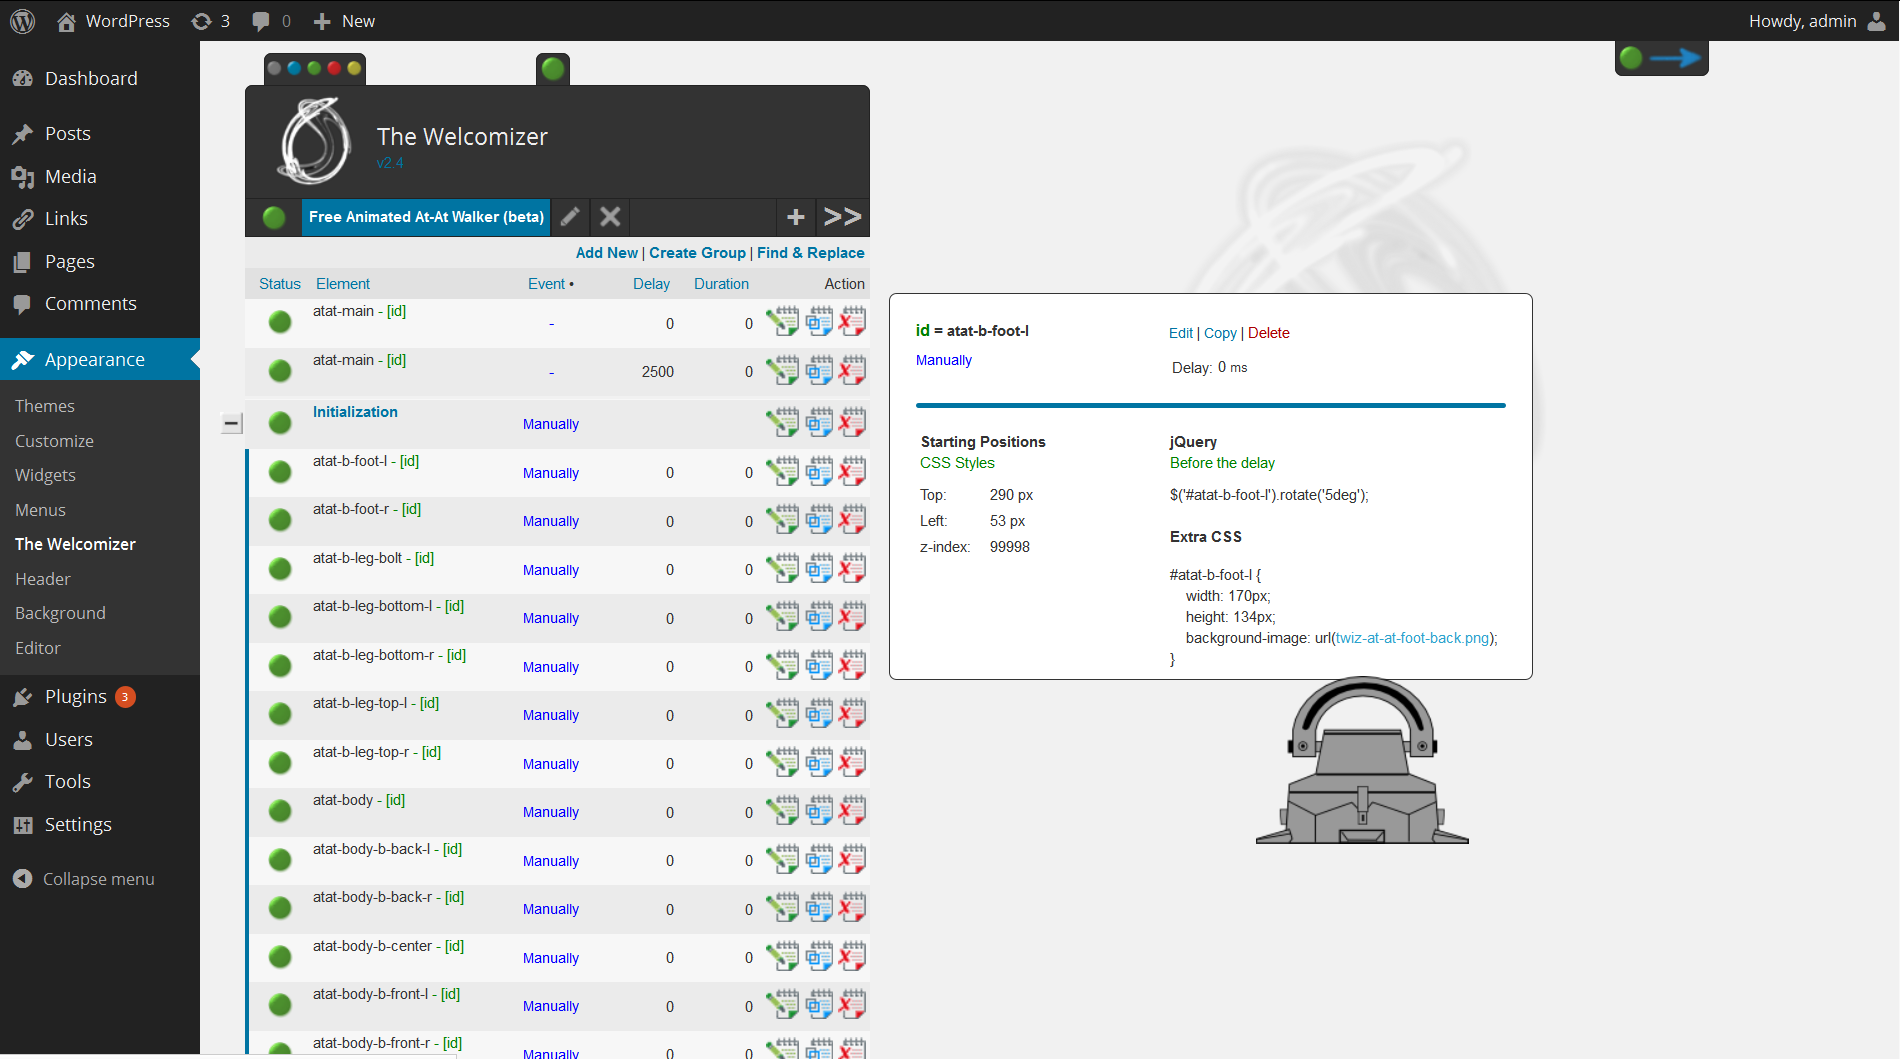 WordPress 3 0 New Howdy, admin
Dashboard
Posts
Media
Links
Pages
Comments
Appearance
Themes
Customize
Widgets
Menus
The Welcomizer
Header
Background
Editor
Plugins 3
Users
Tools
Settings
Collapse menu
The Welcomizer
v2.4
Free Animated At-At Walker (beta) + >>
Add New | Create Group | Find & Replace
Status Element Event • Delay Duration Action
atat-main - [id] - 0 0
atat-main - [id] - 2500 0
Initialization Manually
atat-b-foot-l - [id] Manually 0 0
atat-b-foot-r - [id] Manually 0 0
atat-b-leg-bolt - [id] Manually 0 0
atat-b-leg-bottom-l - [id] Manually 0 0
atat-b-leg-bottom-r - [id] Manually 0 0
atat-b-leg-top-l - [id] Manually 0 0
atat-b-leg-top-r - [id] Manually 0 0
atat-body - [id] Manually 0 0
atat-body-b-back-l - [id] Manually 0 0
atat-body-b-back-r - [id] Manually 0 0
atat-body-b-center - [id] Manually 0 0
atat-body-b-front-l - [id] Manually 0 0
atat-body-b-front-r - [id] Manually 0 0
id = atat-b-foot-l Edit | Copy | Delete
Manually Delay: 0 ms
Starting Positions
CSS Styles
Top: 290 px
Left: 53 px
z-index: 99998
jQuery
Before the delay
$('#atat-b-foot-l').rotate('5deg');
Extra CSS
#atat-b-foot-l {
width: 170px;
height: 134px;
background-image: url(twiz-at-at-foot-back.png);
}